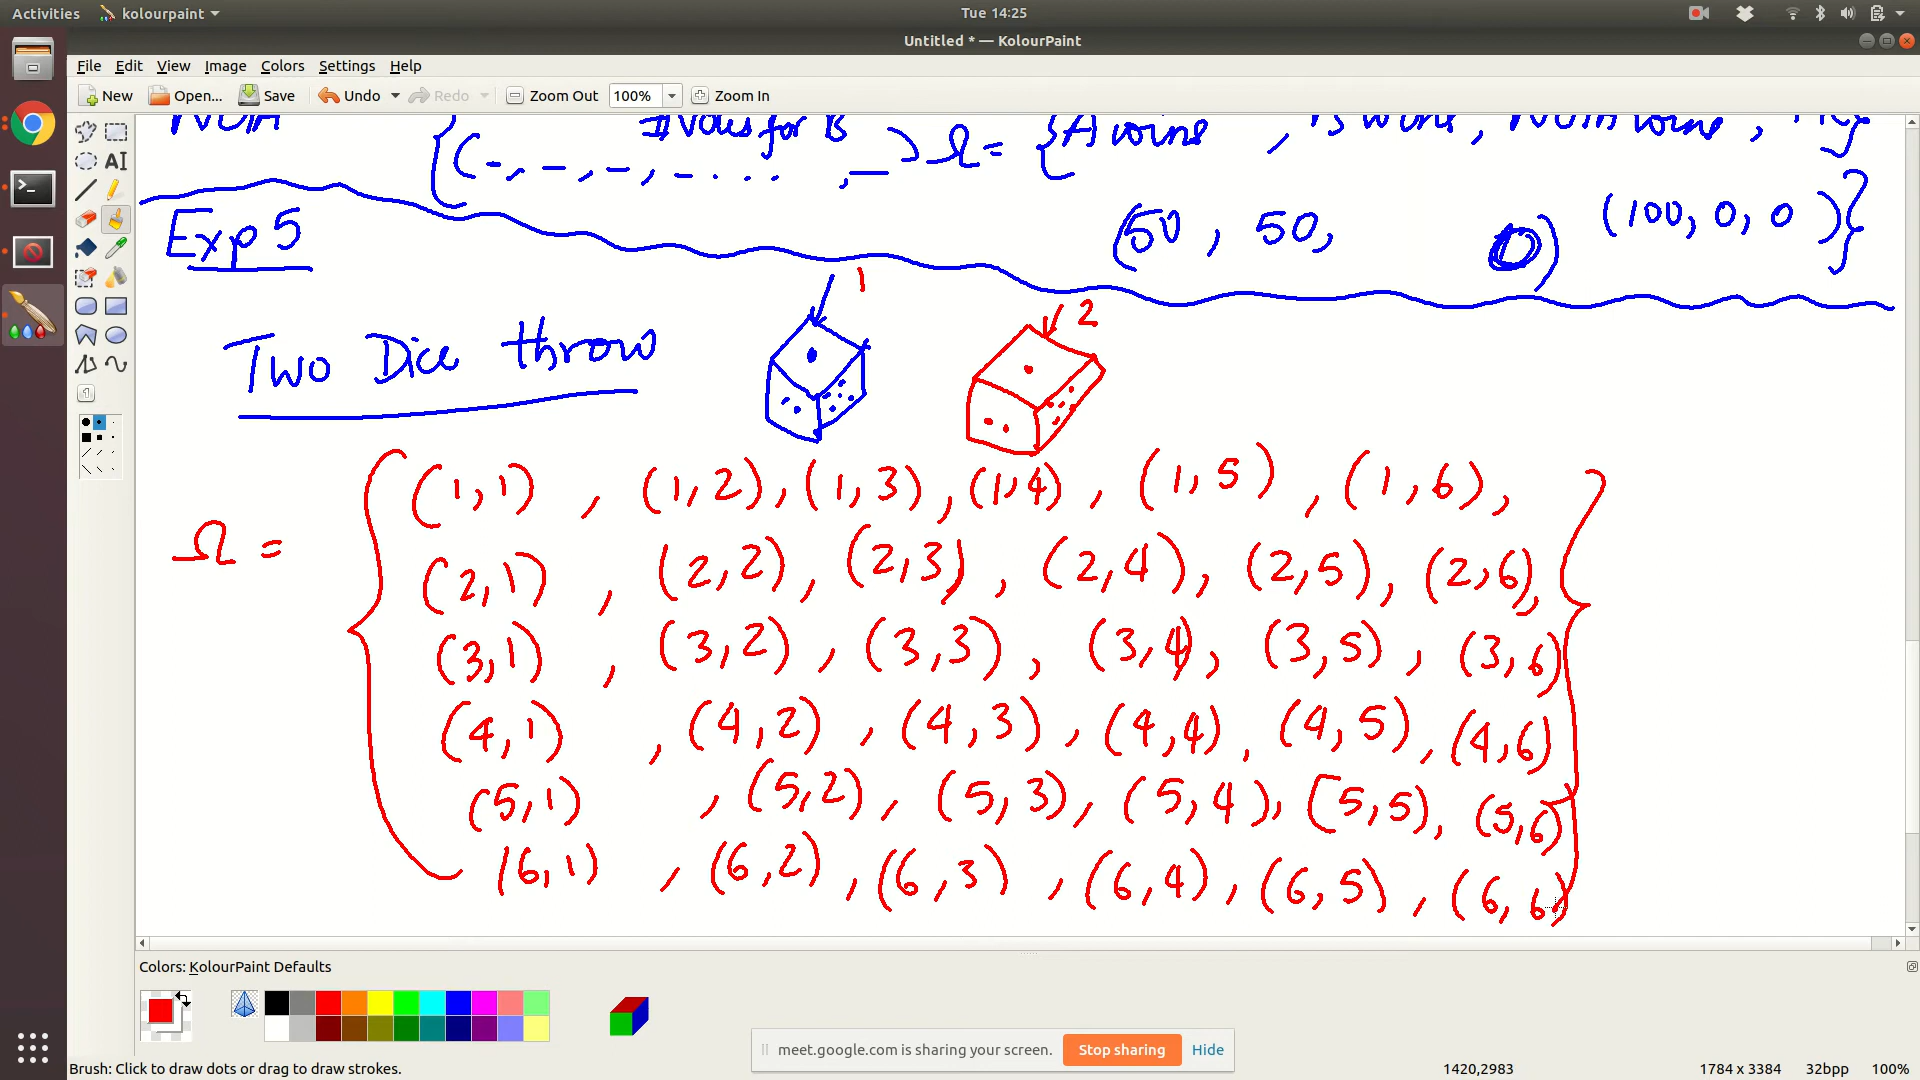 Activities kolourpaint Tue 14:25
Untitled * — KolourPaint
File Edit View Image Colors Settings Help
New Open... Save Undo Redo Zoom Out 100% Zoom In
NOTA # Votes for B
(-, -, -, - . . . , -) Ω = { A wins, B wins, NOTA wins,
Exp 5
(50, 50, 0) (100, 0, 0)}
1
2
Two Dice throw
Ω = { (1,1), (1,2), (1,3), (1,4), (1,5), (1,6),
(2,1), (2,2), (2,3), (2,4), (2,5), (2,6),
(3,1), (3,2), (3,3), (3,4), (3,5), (3,6)
(4,1), (4,2), (4,3), (4,4), (4,5), (4,6)
(5,1), (5,2), (5,3), (5,4), (5,5), (5,6)
(6,1), (6,2), (6,3), (6,4), (6,5), (6,6) }
Colors: KolourPaint Defaults
meet.google.com is sharing your screen. Stop sharing Hide
Brush: Click to draw dots or drag to draw strokes. 1420,2983 1784 x 3384 32bpp 100%